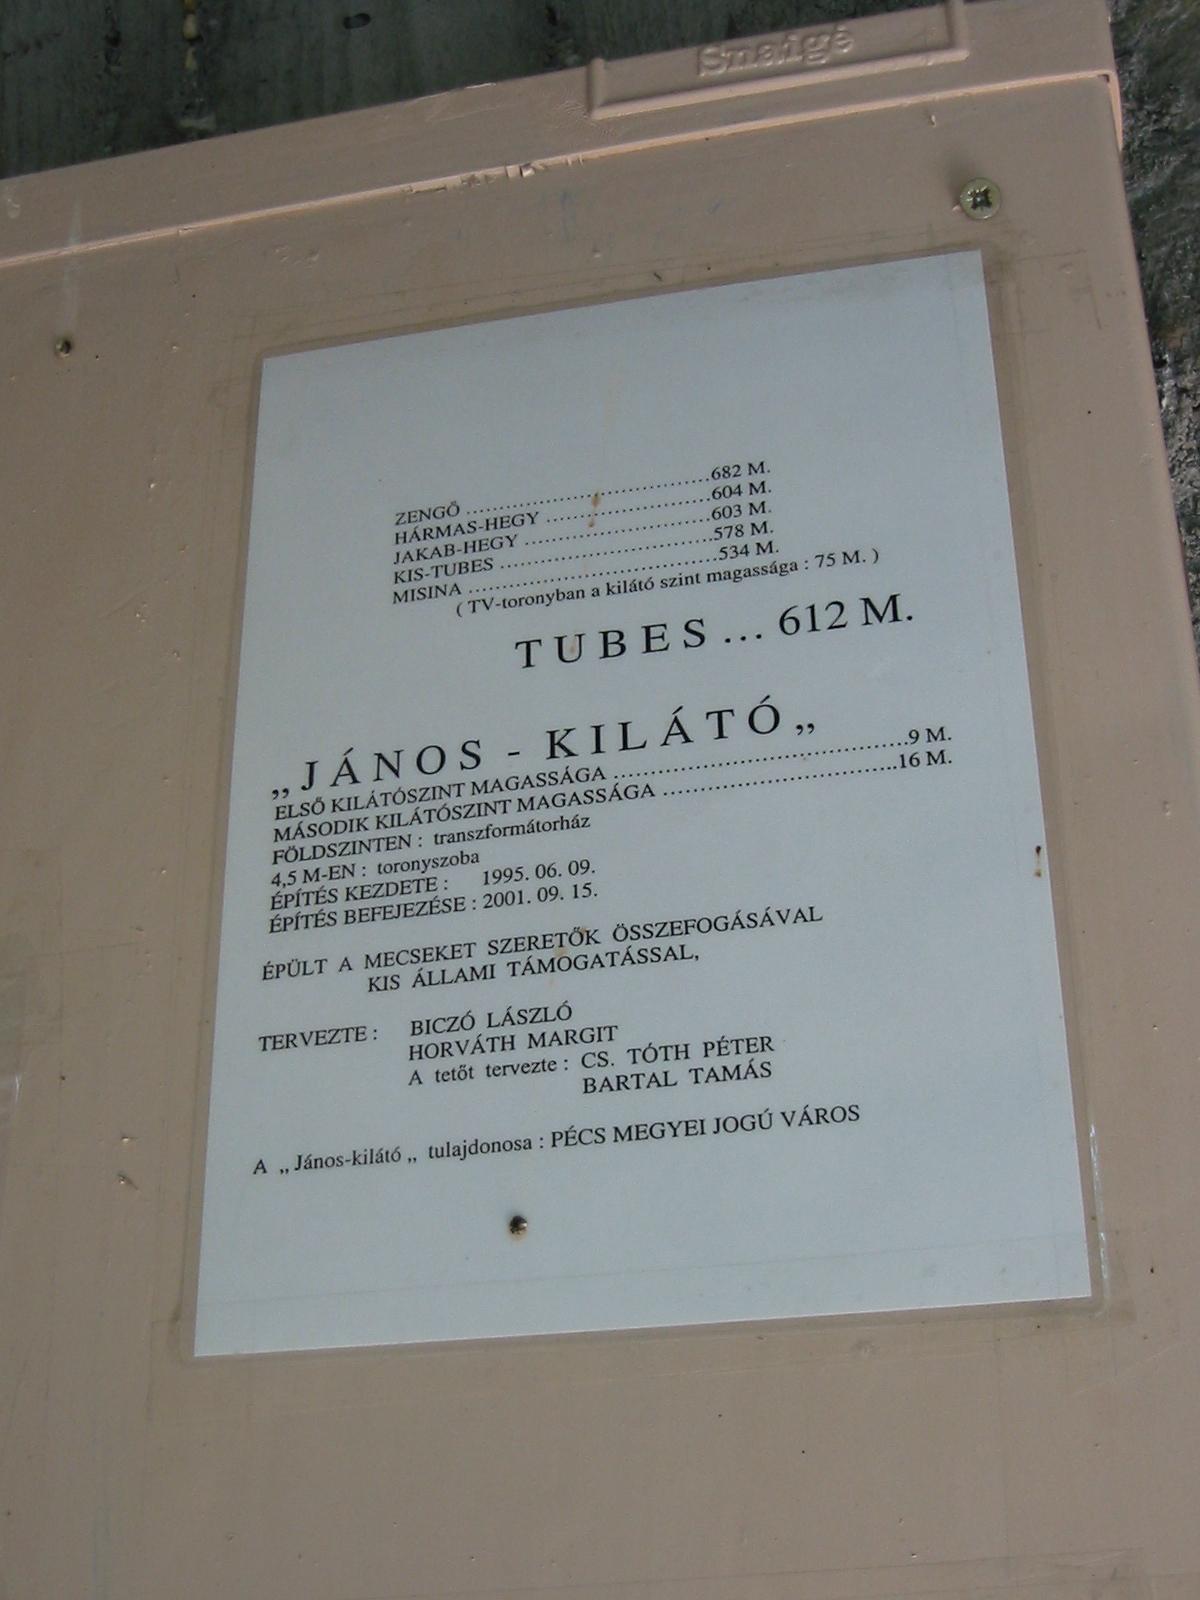 ZENGŐ ........................................682 M.
HÁRMAS-HEGY ...........................604 M.
JAKAB-HEGY ...............................603 M.
KIS-TUBES ...................................578 M.
MISINA .........................................534 M.
( TV-toronyban a kilátó szint magassága : 75 M. )
TUBES ... 612 M.
„JÁNOS - KILÁTÓ„
ELSŐ KILÁTÓSZINT MAGASSÁGA ..........................................9 M.
MÁSODIK KILÁTÓSZINT MAGASSÁGA .................................16 M.
FÖLDSZINTEN : transzformátorház
4,5 M-EN : toronyszoba
ÉPÍTÉS KEZDETE : 1995. 06. 09.
ÉPÍTÉS BEFEJEZÉSE : 2001. 09. 15.
ÉPÜLT A MECSEKET SZERETŐK ÖSSZEFOGÁSÁVAL
KIS ÁLLAMI TÁMOGATÁSSAL,
TERVEZTE : BICZÓ LÁSZLÓ
HORVÁTH MARGIT
A tetőt tervezte : CS. TÓTH PÉTER
BARTAL TAMÁS
A „János-kilátó„ tulajdonosa : PÉCS MEGYEI JOGÚ VÁROS